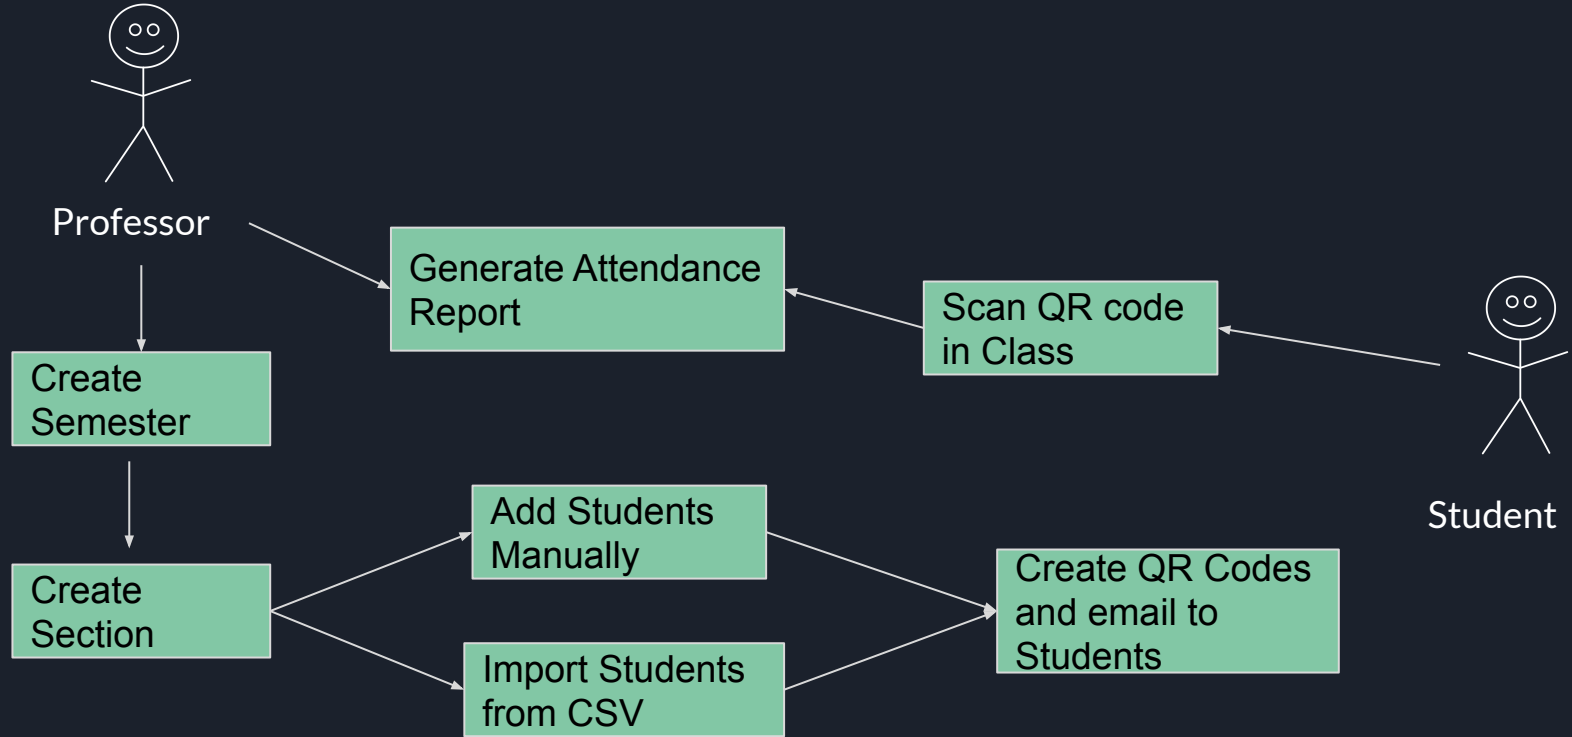 Professor
Generate Attendance
Report
Scan QR code
in Class
Create
Semester
Student
Add Students
Manually
Create QR Codes
and email to
Students
Create
Section
Import Students
from CSV